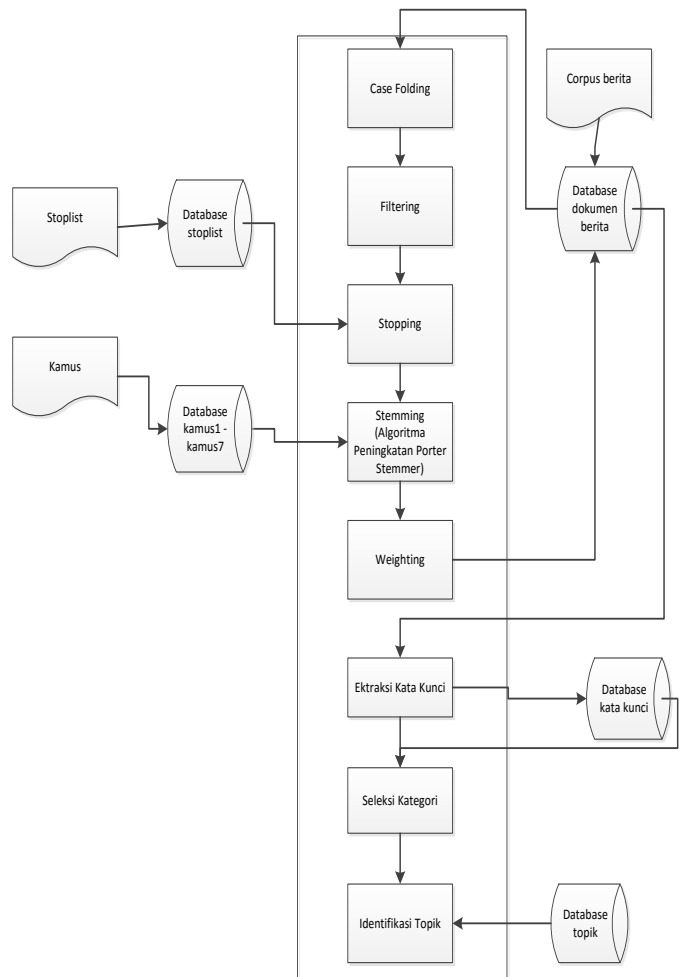 Case Folding
Corpus berita
Filtering
Database
dokumen
berita
Stoplist
Database
stoplist
Stopping
Kamus
Database
kamus1 -
kamus7
Stemming
(Algoritma
Peningkatan Porter
Stemmer)
Weighting
Ektraksi Kata Kunci
Database
kata kunci
Seleksi Kategori
Identifikasi Topik
Database
topik